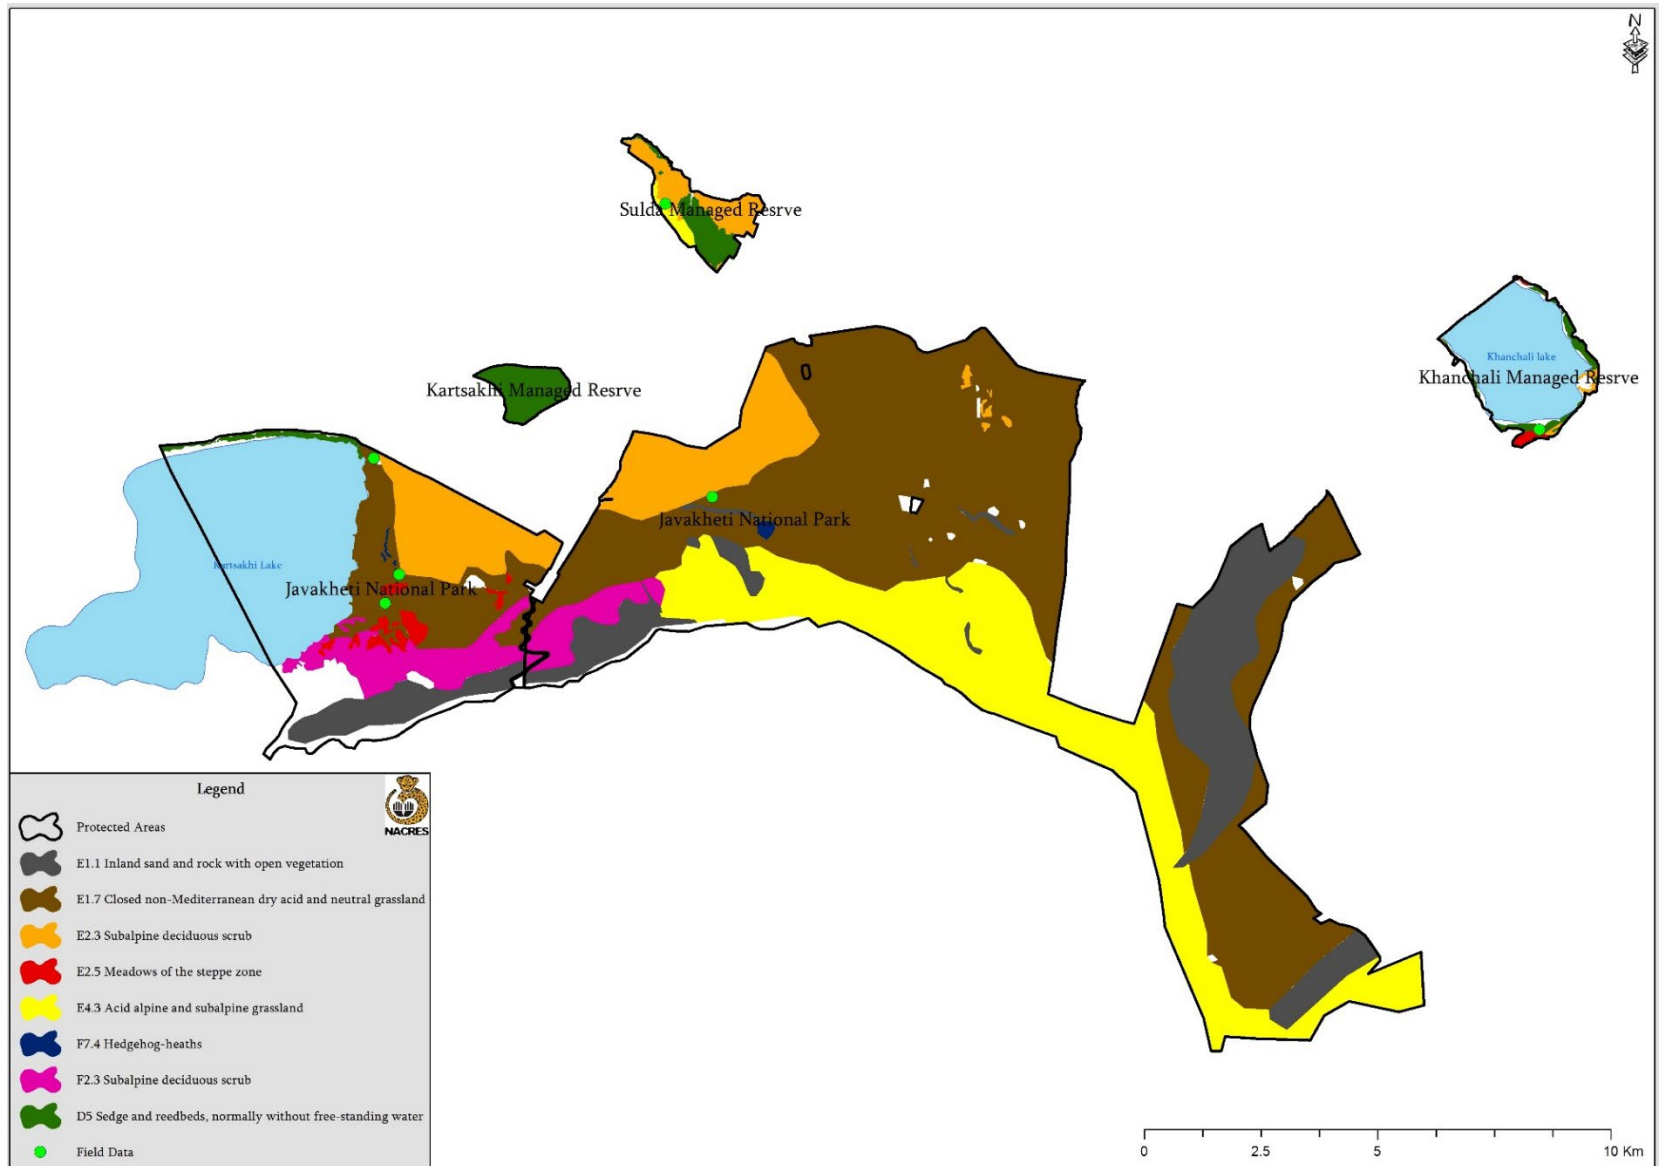 N
Sulda Managed Resrve
Khanchali lake
Khanchali Managed Resrve
Kartsakhi Managed Resrve
Javakheti National Park
Kartsakhi Lake
Javakheti National Park
Legend
NACRES
Protected Areas
E1.1 Inland sand and rock with open vegetation
E1.7 Closed non-Mediterranean dry acid and neutral grassland
E2.3 Subalpine deciduous scrub
E2.5 Meadows of the steppe zone
E4.3 Acid alpine and subalpine grassland
F7.4 Hedgehog-heaths
F2.3 Subalpine deciduous scrub
D5 Sedge and reedbeds, normally without free-standing water
Field Data
0 2.5 5 10 Km